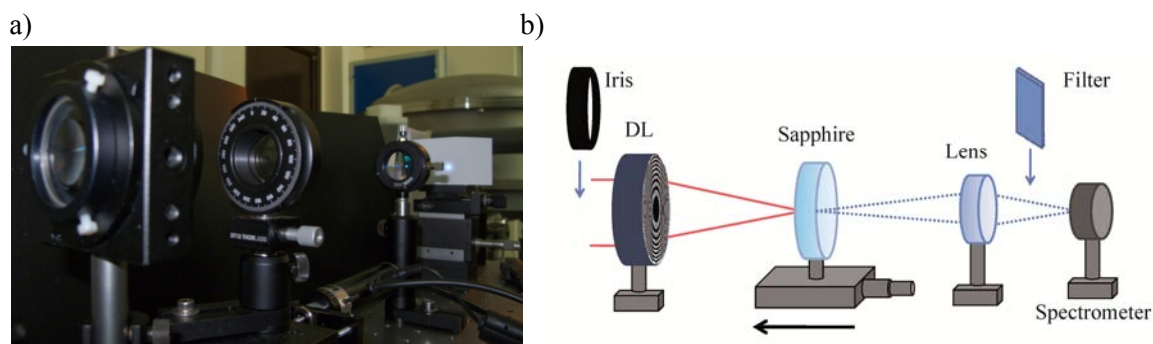 a)
b)
Iris
DL
Sapphire
Lens
Filter
Spectrometer